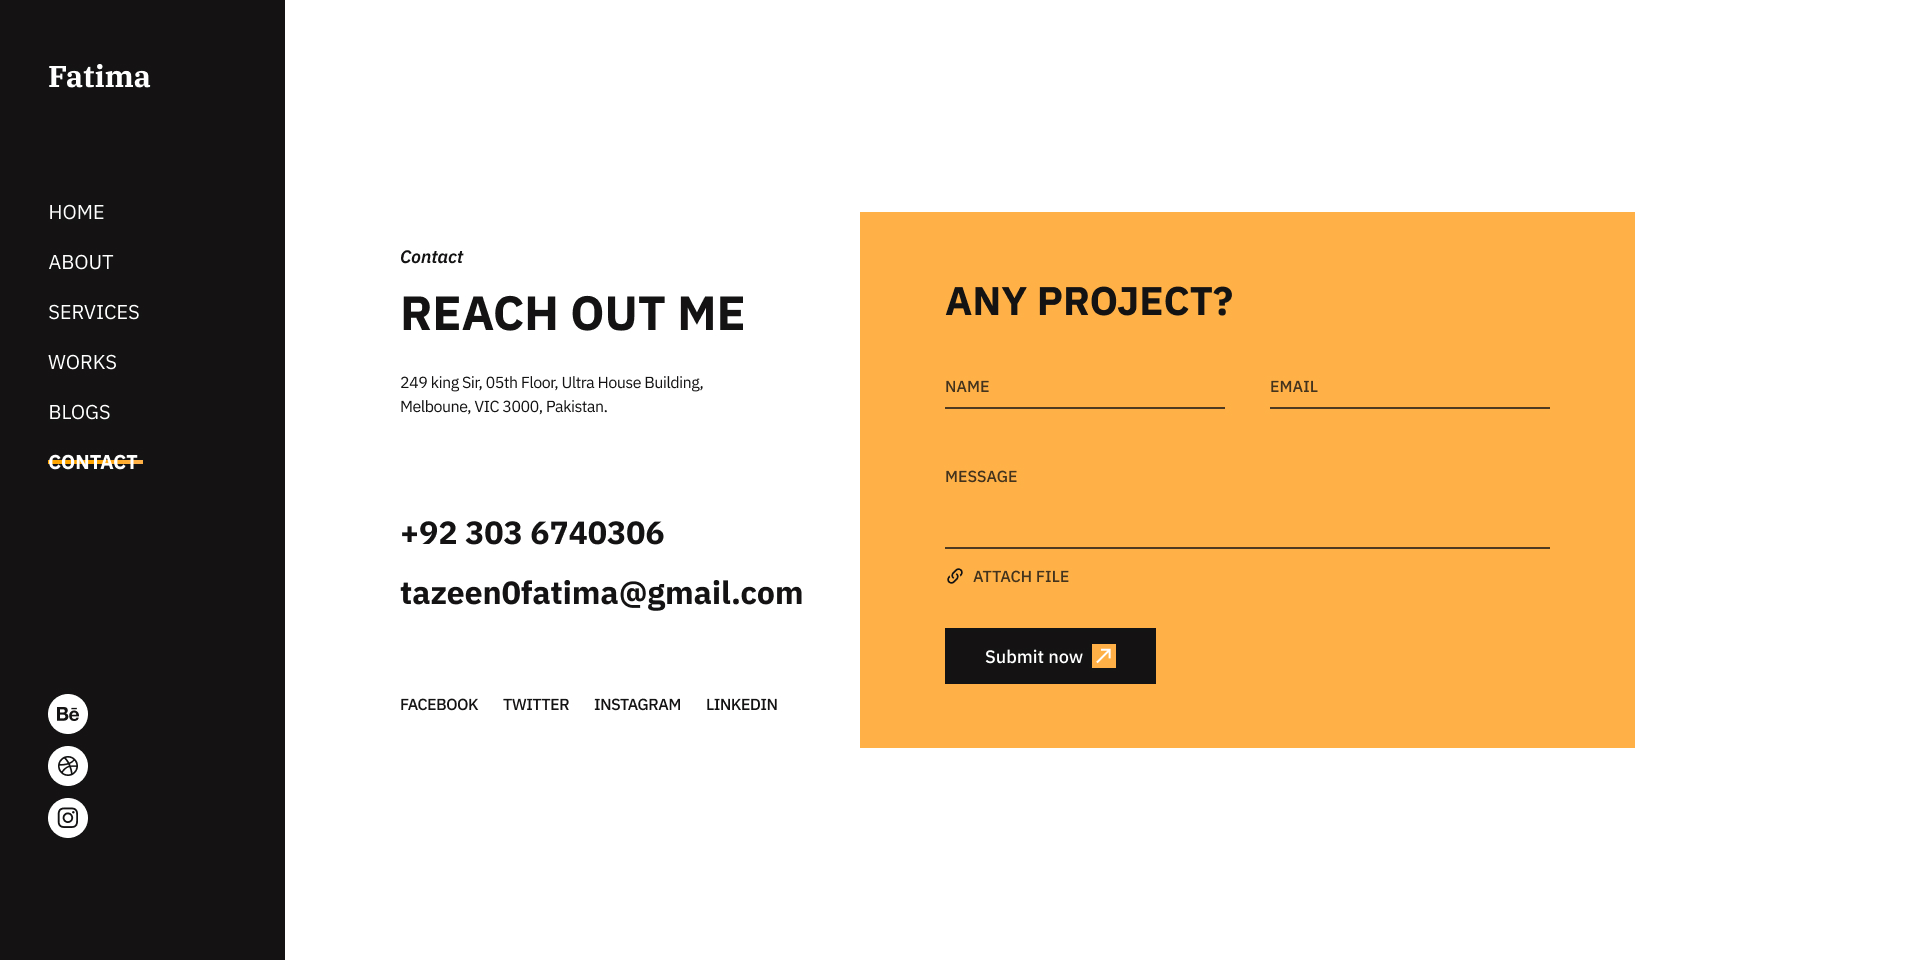 Fatima
HOME
ABOUT
SERVICES
WORKS
BLOGS
CONTACT
Bē
Contact
REACH OUT ME
249 king Sir, 05th Floor, Ultra House Building,
Melboune, VIC 3000, Pakistan.
+92 303 6740306
tazeen0fatima@gmail.com
FACEBOOK TWITTER INSTAGRAM LINKEDIN
ANY PROJECT?
NAME EMAIL
MESSAGE
ATTACH FILE
Submit now